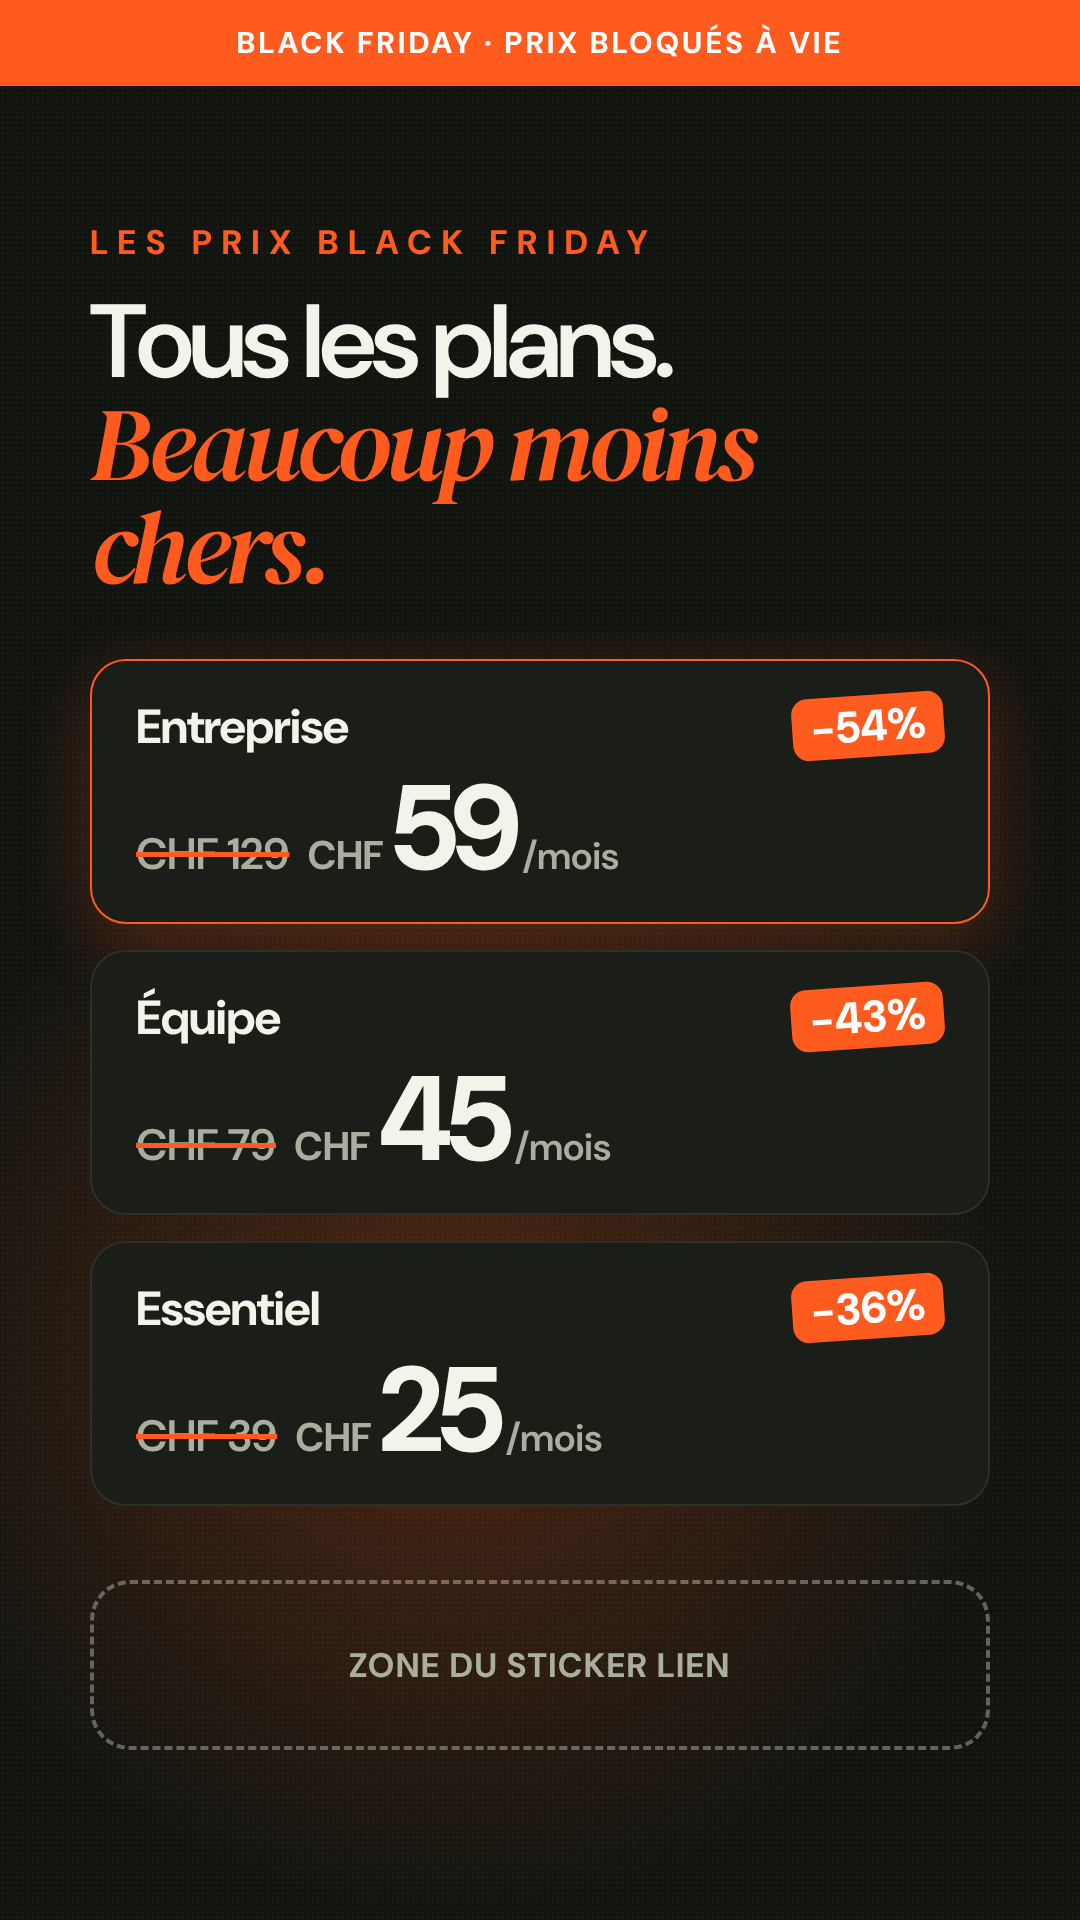 BLACK FRIDAY · PRIX BLOQUÉS À VIE
LES PRIX BLACK FRIDAY
Tous les plans.
Beaucoup moins
chers.
Entreprise
–54%
CHF 129 CHF 59/mois
Équipe
–43%
CHF 79 CHF 45/mois
Essentiel
–36%
CHF 39 CHF 25/mois
ZONE DU STICKER LIEN